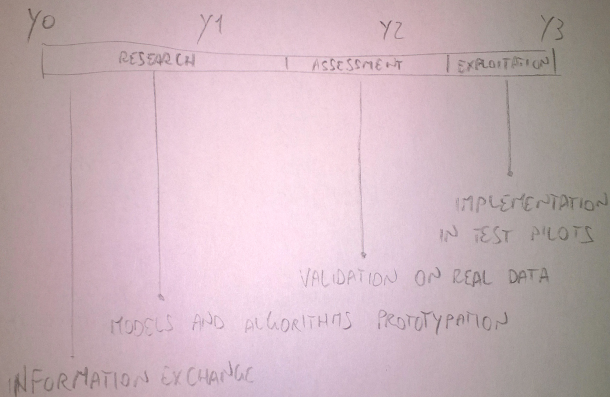 Y0 Y1 Y2 Y3
RESEARCH ASSESSMENT EXPLOITATION
IMPLEMENTATION
IN TEST PILOTS
VALIDATION ON REAL DATA
MODELS AND ALGORITHMS PROTOTYPATION
INFORMATION EXCHANGE